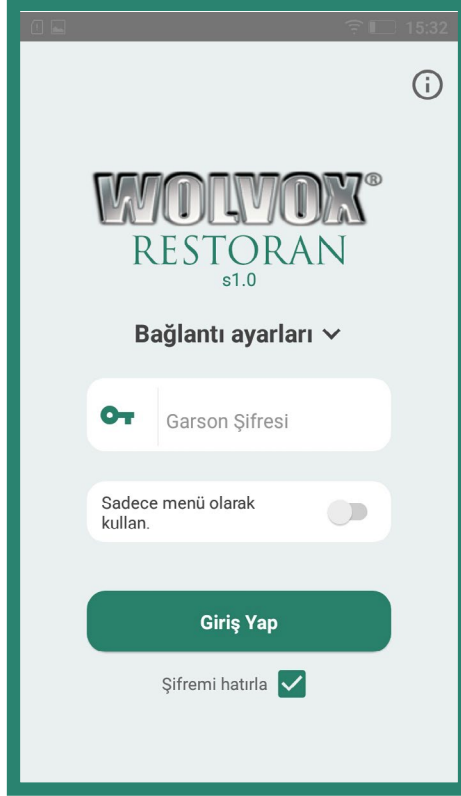 15:32
WOLVOX®
RESTORAN
s1.0
Bağlantı ayarları
Garson Şifresi
Sadece menü olarak
kullan.
Giriş Yap
Şifremi hatırla